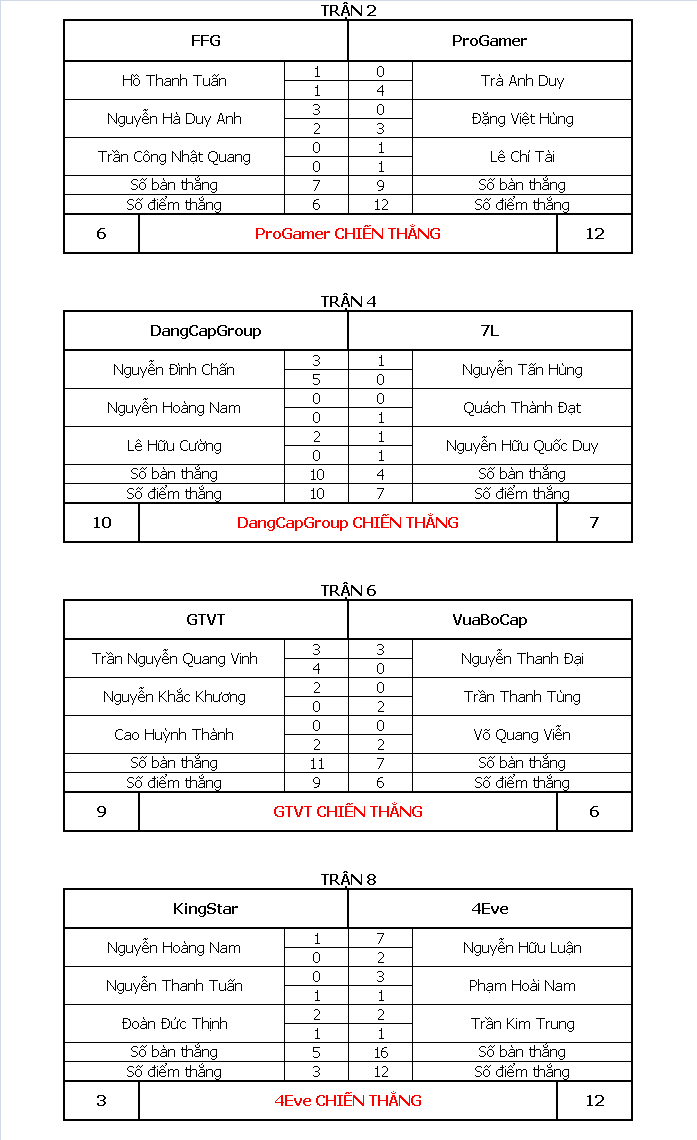 TRẬN 2
FFG ProGamer
Hồ Thanh Tuấn 1 0 Trà Anh Duy
1 4
Nguyễn Hà Duy Anh 3 0 Đặng Việt Hùng
2 3
Trần Công Nhật Quang 0 1 Lê Chí Tài
0 1
Số bàn thắng 7 9 Số bàn thắng
Số điểm thắng 6 12 Số điểm thắng
6 ProGamer CHIẾN THẮNG 12
TRẬN 4
DangCapGroup 7L
Nguyễn Đình Chấn 3 1 Nguyễn Tấn Hùng
5 0
Nguyễn Hoàng Nam 0 0 Quách Thành Đạt
0 1
Lê Hữu Cường 2 1 Nguyễn Hữu Quốc Duy
0 1
Số bàn thắng 10 4 Số bàn thắng
Số điểm thắng 10 7 Số điểm thắng
10 DangCapGroup CHIẾN THẮNG 7
TRẬN 6
GTVT VuaBoCap
Trần Nguyễn Quang Vinh 3 3 Nguyễn Thanh Đại
4 0
Nguyễn Khắc Khương 2 0 Trần Thanh Tùng
0 2
Cao Huỳnh Thành 0 0 Võ Quang Viễn
2 2
Số bàn thắng 11 7 Số bàn thắng
Số điểm thắng 9 6 Số điểm thắng
9 GTVT CHIẾN THẮNG 6
TRẬN 8
KingStar 4Eve
Nguyễn Hoàng Nam 1 7 Nguyễn Hữu Luận
0 2
Nguyễn Thanh Tuấn 0 3 Phạm Hoài Nam
1 1
Đoàn Đức Thịnh 2 2 Trần Kim Trung
1 1
Số bàn thắng 5 16 Số bàn thắng
Số điểm thắng 3 12 Số điểm thắng
3 4Eve CHIẾN THẮNG 12